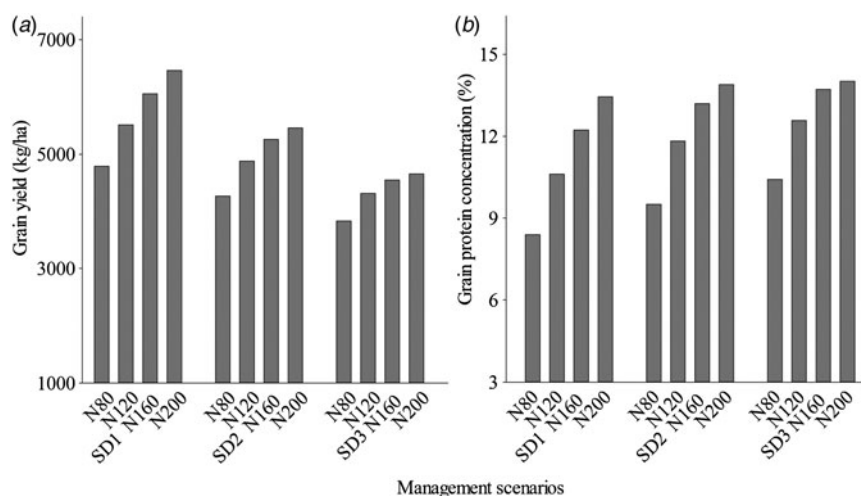 (a)
Grain yield (kg/ha)
7000
5000
3000
1000
N80
N120
SD1 N160
N200
N80
N120
SD2 N160
N200
N80
N120
SD3 N160
N200
(b)
Grain protein concentration (%)
15
12
9
6
3
N80
N120
SD1 N160
N200
N80
N120
SD2 N160
N200
N80
N120
SD3 N160
N200
Management scenarios